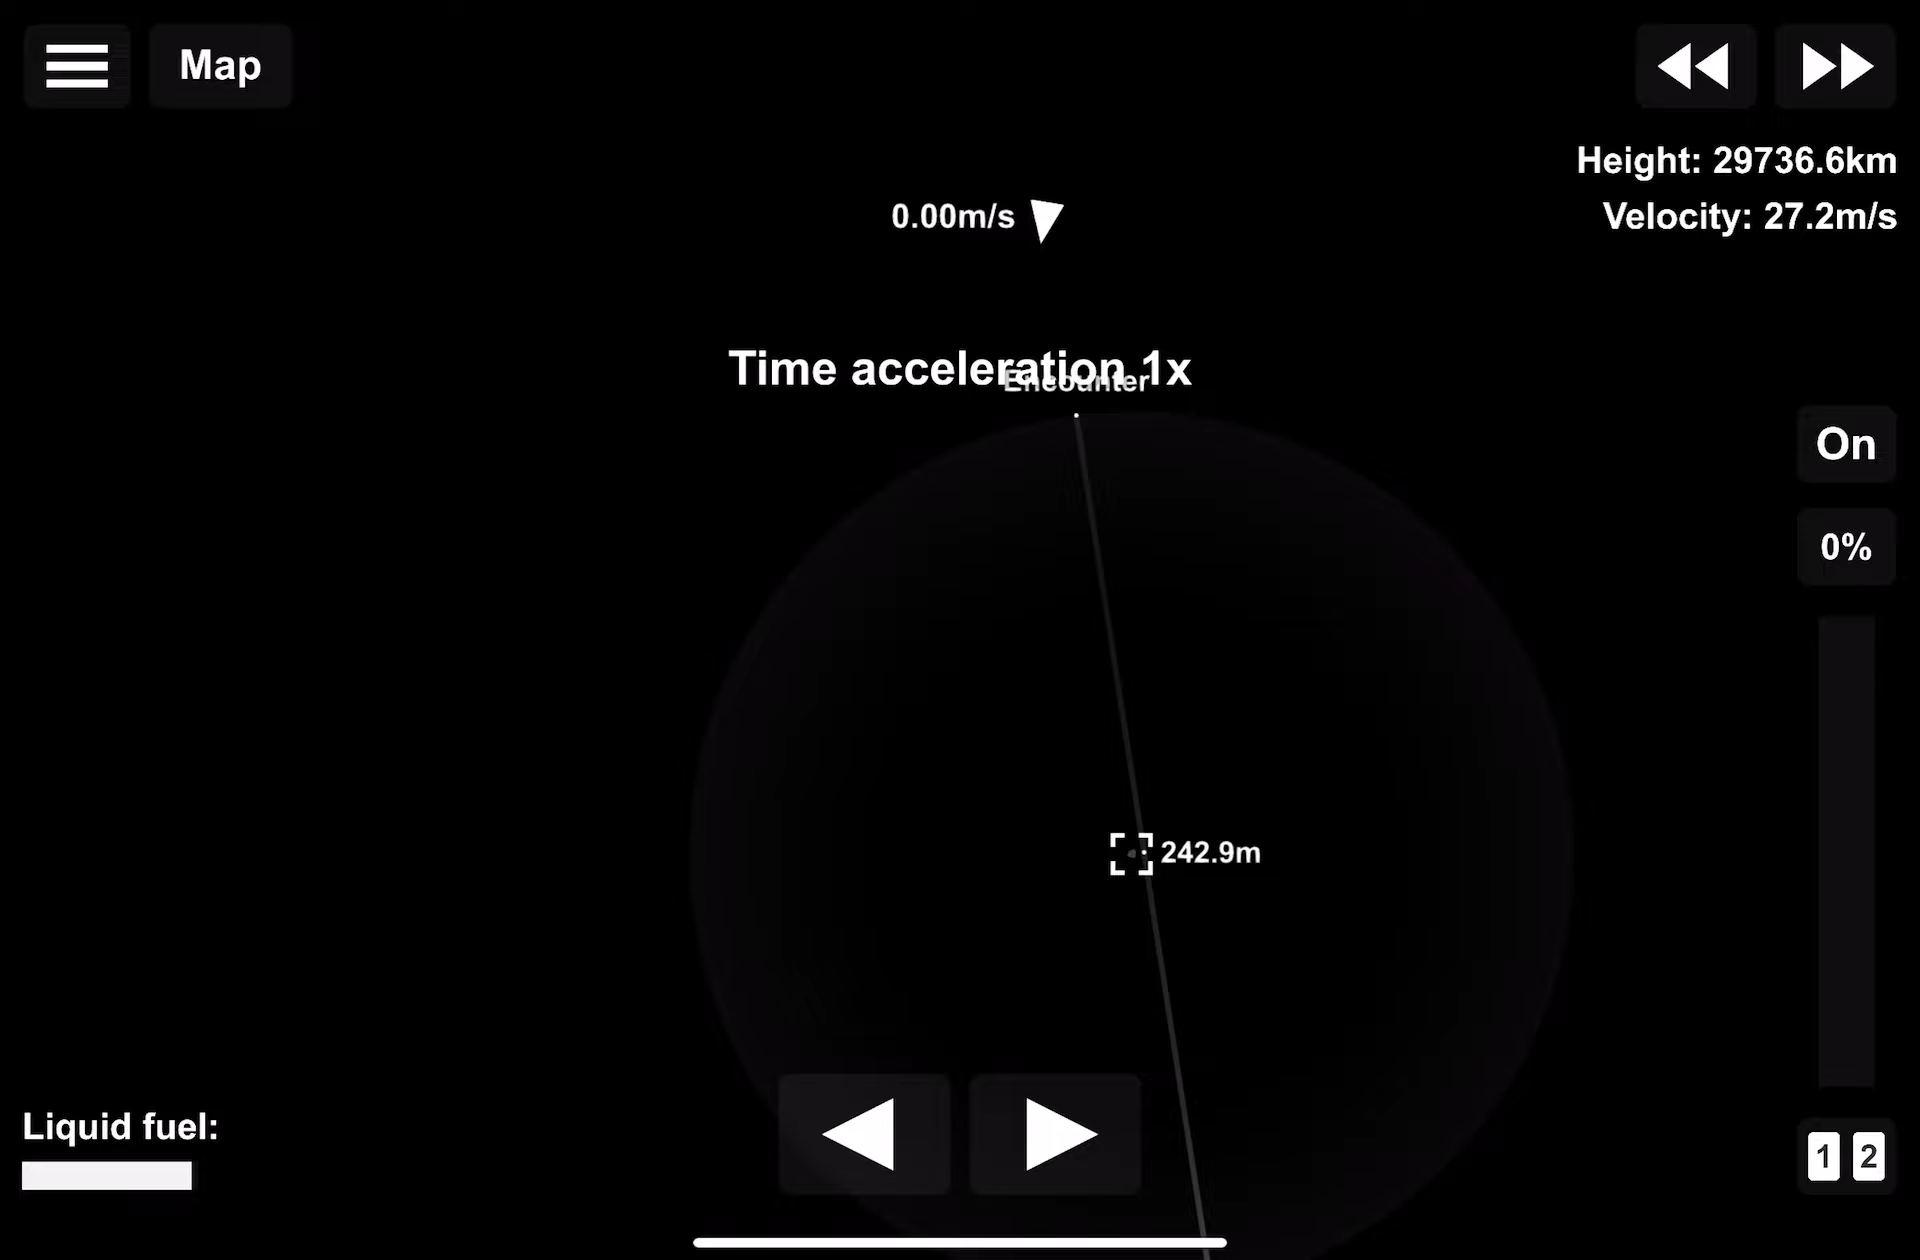 Map
Height: 29736.6km
Velocity: 27.2m/s
0.00m/s
Time acceleration 1x
Encounter
On
0%
242.9m
Liquid fuel:
1 2